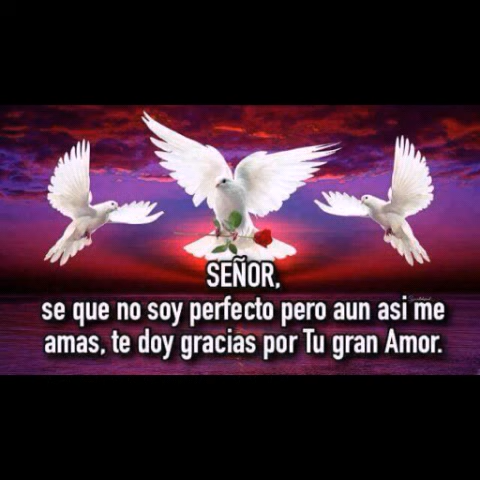 SEÑOR,
se que no soy perfecto pero aun asi me
amas, te doy gracias por Tu gran Amor.